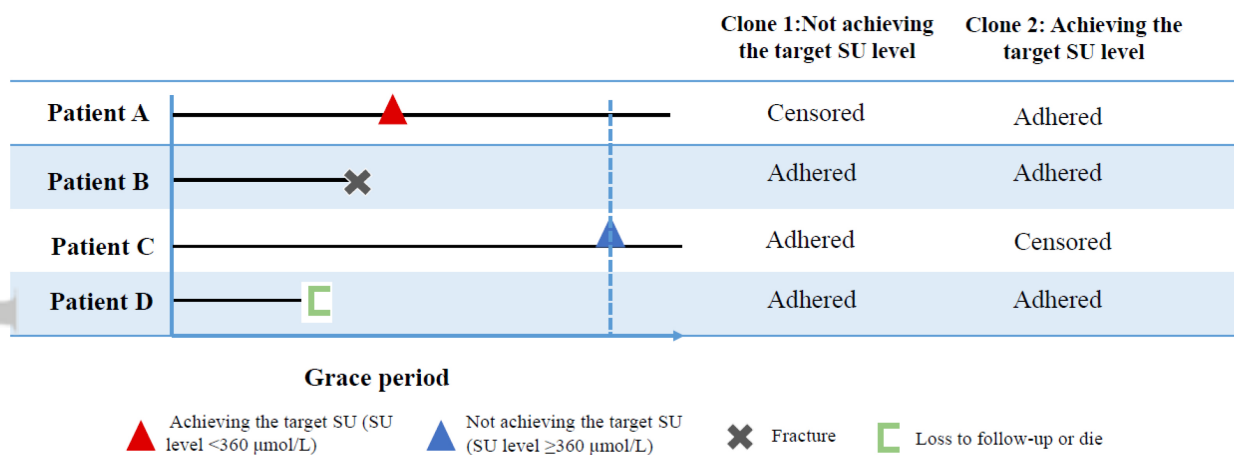 Clone 1:Not achieving the target SU level
Clone 2: Achieving the target SU level
Patient A
Censored
Adhered
Patient B
Adhered
Adhered
Patient C
Adhered
Censored
Patient D
Adhered
Adhered
Grace period
Achieving the target SU (SU
level <360 μmol/L)
Not achieving the target SU
(SU level ≥360 μmol/L)
Fracture
Loss to follow-up or die